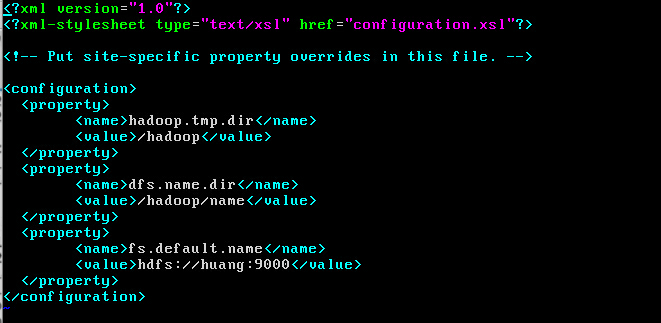 <?xml version="1.0"?>
<?xml-stylesheet type="text/xsl" href="configuration.xsl"?>
<!-- Put site-specific property overrides in this file. -->
<configuration>
<property>
<name>hadoop.tmp.dir</name>
<value>/hadoop</value>
</property>
<property>
<name>dfs.name.dir</name>
<value>/hadoop/name</value>
</property>
<property>
<name>fs.default.name</name>
<value>hdfs://huang:9000</value>
</property>
</configuration>